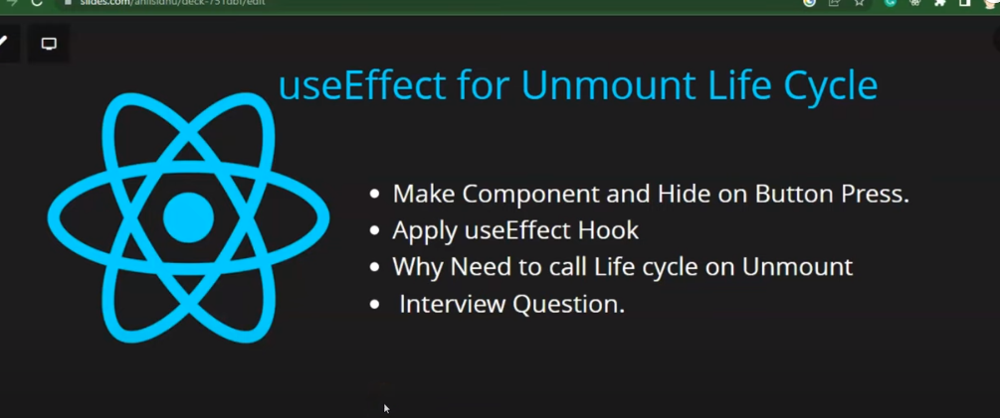 slides.com/anilsidhu/deck-751dbf/edit
useEffect for Unmount Life Cycle
Make Component and Hide on Button Press.
Apply useEffect Hook
Why Need to call Life cycle on Unmount
Interview Question.